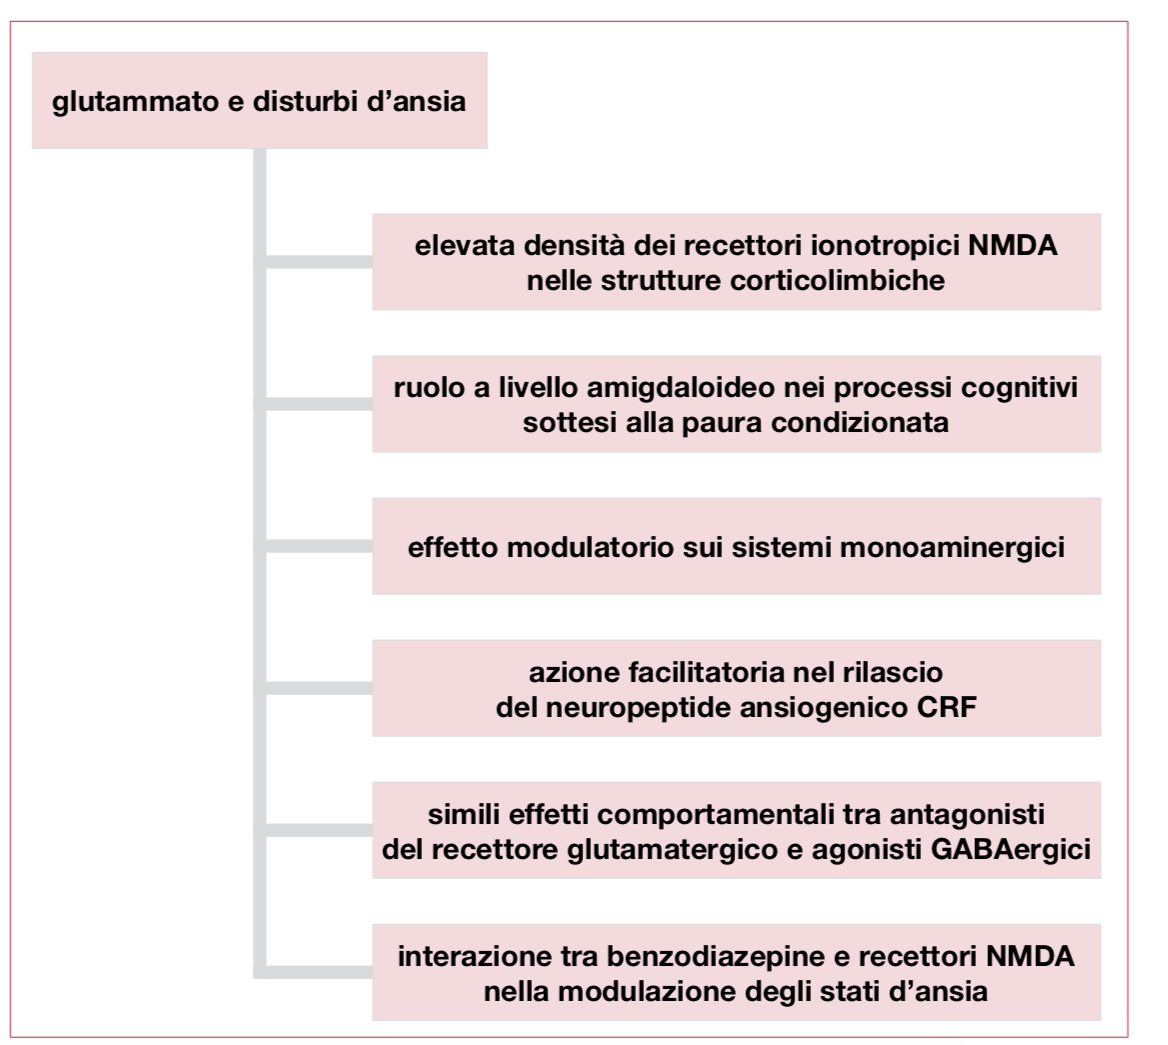 glutammato e disturbi d’ansia
elevata densità dei recettori ionotropici NMDA
nelle strutture corticolimbiche
ruolo a livello amigdaloideo nei processi cognitivi
sottesi alla paura condizionata
effetto modulatorio sui sistemi monoaminergici
azione facilitatoria nel rilascio
del neuropeptide ansiogenico CRF
simili effetti comportamentali tra antagonisti
del recettore glutamatergico e agonisti GABAergici
interazione tra benzodiazepine e recettori NMDA
nella modulazione degli stati d’ansia